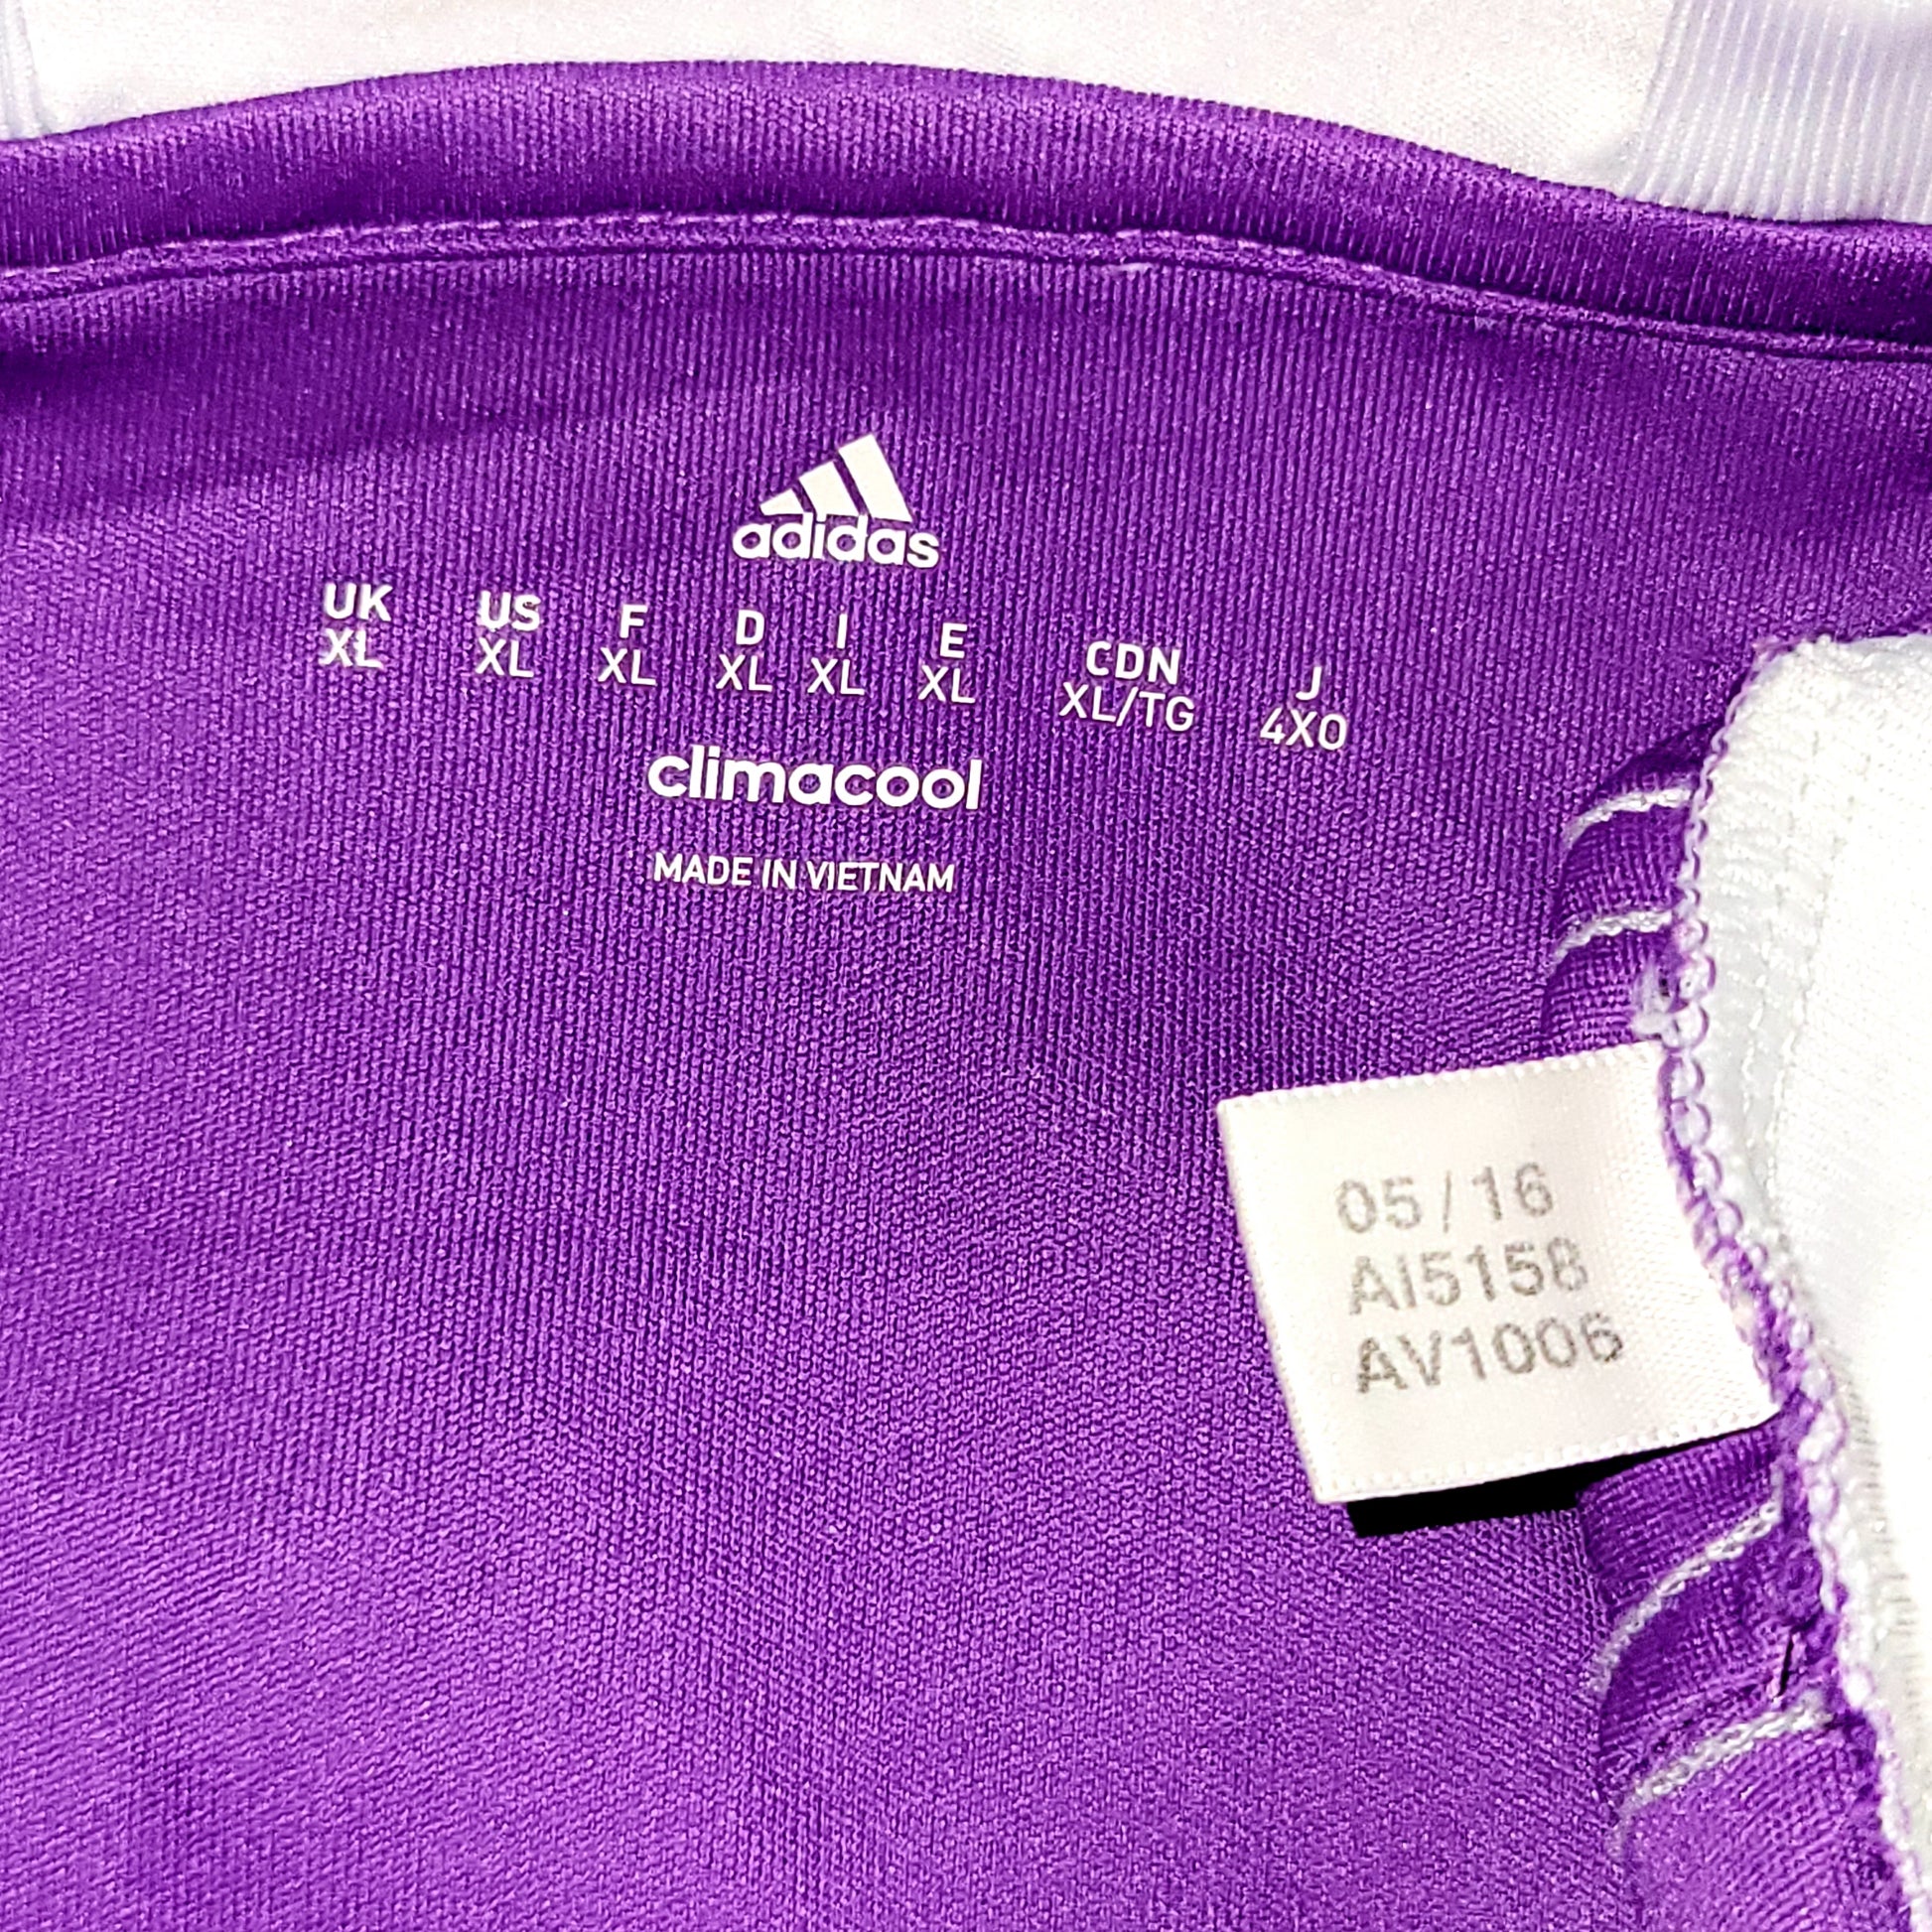 adidas
UK US F D I E CDN J
XL XL XL XL XL XL XL/TG 4XO
climacool
MADE IN VIETNAM
05/16
AI5158
AV1006